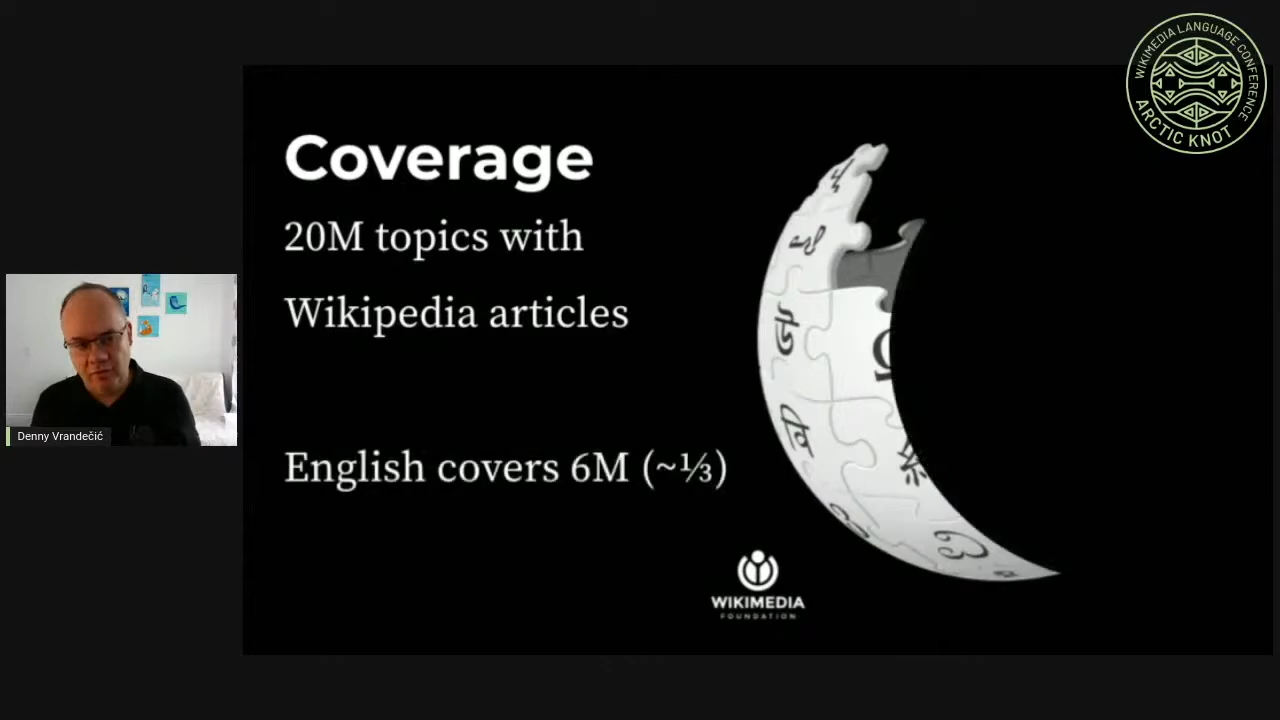 WIKIMEDIA LANGUAGE CONFERENCE
ARCTIC KNOT
Coverage
20M topics with
Wikipedia articles
English covers 6M (~⅓)
Denny Vrandečić
WIKIMEDIA
FOUNDATION